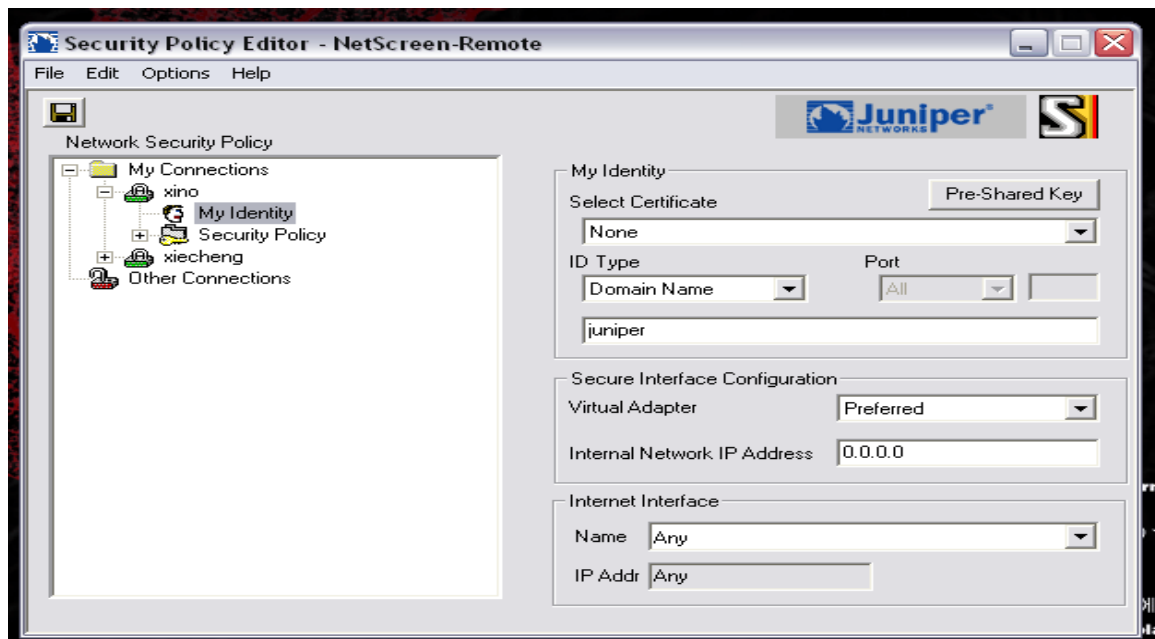 Security Policy Editor - NetScreen-Remote
File Edit Options Help
Juniper
NETWORKS
S
Network Security Policy
My Connections
xino
My Identity
Security Policy
xiecheng
Other Connections
My Identity
Select Certificate
Pre-Shared Key
None
ID Type
Port
Domain Name
All
juniper
Secure Interface Configuration
Virtual Adapter
Preferred
Internal Network IP Address
0.0.0.0
Internet Interface
Name
Any
IP Addr
Any